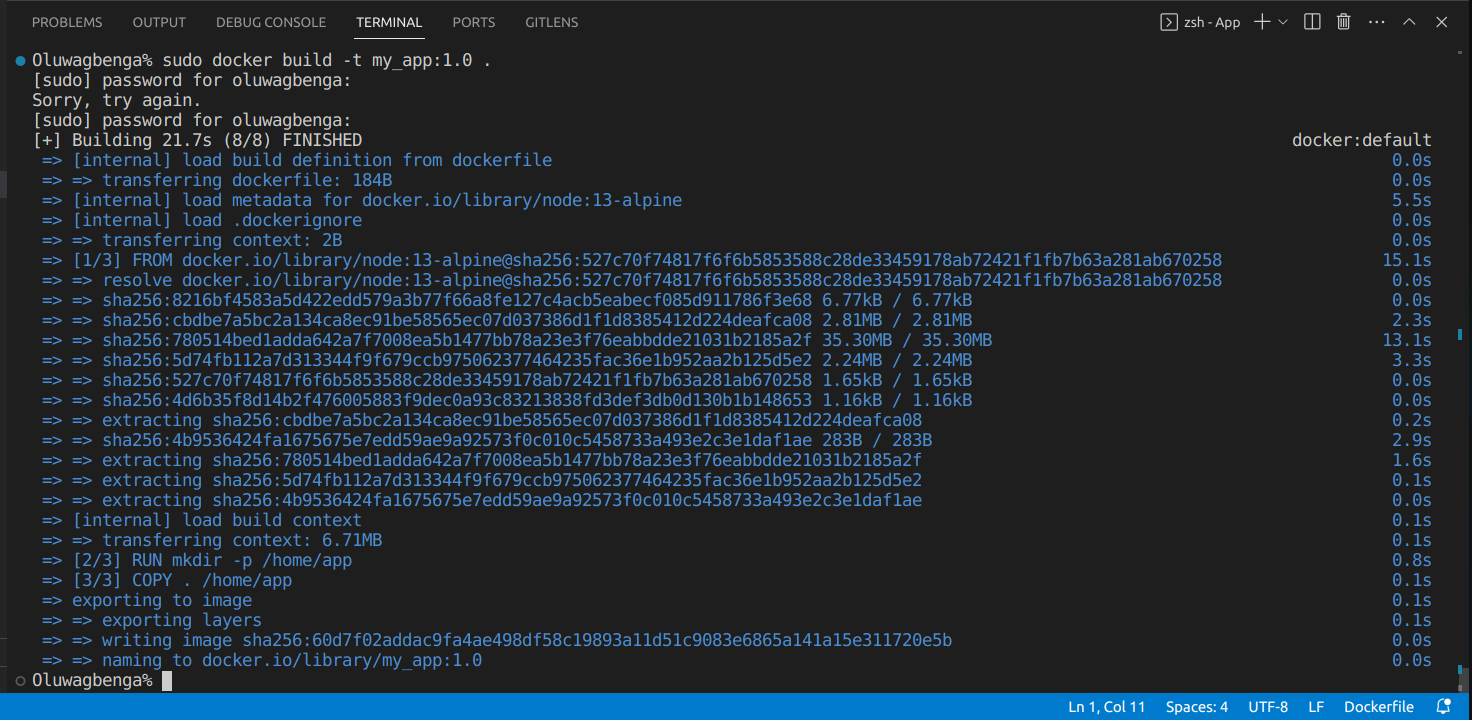 PROBLEMS OUTPUT DEBUG CONSOLE TERMINAL PORTS GITLENS zsh - App
Oluwagbenga% sudo docker build -t my_app:1.0 .
[sudo] password for oluwagbenga:
Sorry, try again.
[sudo] password for oluwagbenga:
[+] Building 21.7s (8/8) FINISHED docker:default
=> [internal] load build definition from dockerfile 0.0s
=> => transferring dockerfile: 184B 0.0s
=> [internal] load metadata for docker.io/library/node:13-alpine 5.5s
=> [internal] load .dockerignore 0.0s
=> => transferring context: 2B 0.0s
=> [1/3] FROM docker.io/library/node:13-alpine@sha256:527c70f74817f6f6b5853588c28de33459178ab72421f1fb7b63a281ab670258 15.1s
=> => resolve docker.io/library/node:13-alpine@sha256:527c70f74817f6f6b5853588c28de33459178ab72421f1fb7b63a281ab670258 0.0s
=> => sha256:8216bf4583a5d422edd579a3b77f66a8fe127c4acb5eabecf085d911786f3e68 6.77kB / 6.77kB 0.0s
=> => sha256:cbdbe7a5bc2a134ca8ec91be58565ec07d037386d1f1d8385412d224deafca08 2.81MB / 2.81MB 2.3s
=> => sha256:780514bed1adda642a7f7008ea5b1477bb78a23e3f76eabbdde21031b2185a2f 35.30MB / 35.30MB 13.1s
=> => sha256:5d74fb112a7d313344f9f679ccb975062377464235fac36e1b952aa2b125d5e2 2.24MB / 2.24MB 3.3s
=> => sha256:527c70f74817f6f6b5853588c28de33459178ab72421f1fb7b63a281ab670258 1.65kB / 1.65kB 0.0s
=> => sha256:4d6b35f8d14b2f476005883f9dec0a93c83213838fd3def3db0d130b1b148653 1.16kB / 1.16kB 0.0s
=> => extracting sha256:cbdbe7a5bc2a134ca8ec91be58565ec07d037386d1f1d8385412d224deafca08 0.2s
=> => sha256:4b9536424fa1675675e7edd59ae9a92573f0c010c5458733a493e2c3e1daf1ae 283B / 283B 2.9s
=> => extracting sha256:780514bed1adda642a7f7008ea5b1477bb78a23e3f76eabbdde21031b2185a2f 1.6s
=> => extracting sha256:5d74fb112a7d313344f9f679ccb975062377464235fac36e1b952aa2b125d5e2 0.1s
=> => extracting sha256:4b9536424fa1675675e7edd59ae9a92573f0c010c5458733a493e2c3e1daf1ae 0.0s
=> [internal] load build context 0.1s
=> => transferring context: 6.71MB 0.1s
=> [2/3] RUN mkdir -p /home/app 0.8s
=> [3/3] COPY . /home/app 0.1s
=> exporting to image 0.1s
=> => exporting layers 0.1s
=> => writing image sha256:60d7f02addac9fa4ae498df58c19893a11d51c9083e6865a141a15e311720e5b 0.0s
=> => naming to docker.io/library/my_app:1.0 0.0s
Oluwagbenga%
Ln 1, Col 11 Spaces: 4 UTF-8 LF Dockerfile